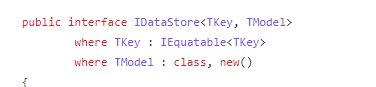 public interface IDataStore<TKey, TModel>
where TKey : IEquatable<TKey>
where TModel : class, new()
{